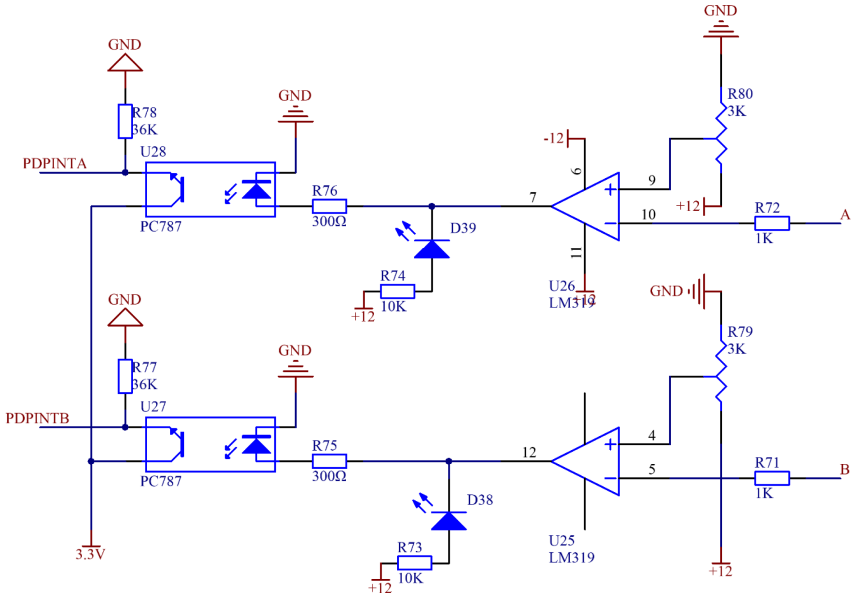 GND
GND
R80
3K
R78
36K
GND
-12
6
U28
PDPINTA
9
R76
7
+12
R72
A
10
300Ω
PC787
D39
1K
11
R74
U26
LM319
+12
10K
+12
GND
GND
R79
3K
R77
36K
GND
U27
PDPINTB
4
R75
12
5
R71
B
300Ω
PC787
D38
1K
U25
LM319
3.3V
R73
10K
+12
+12